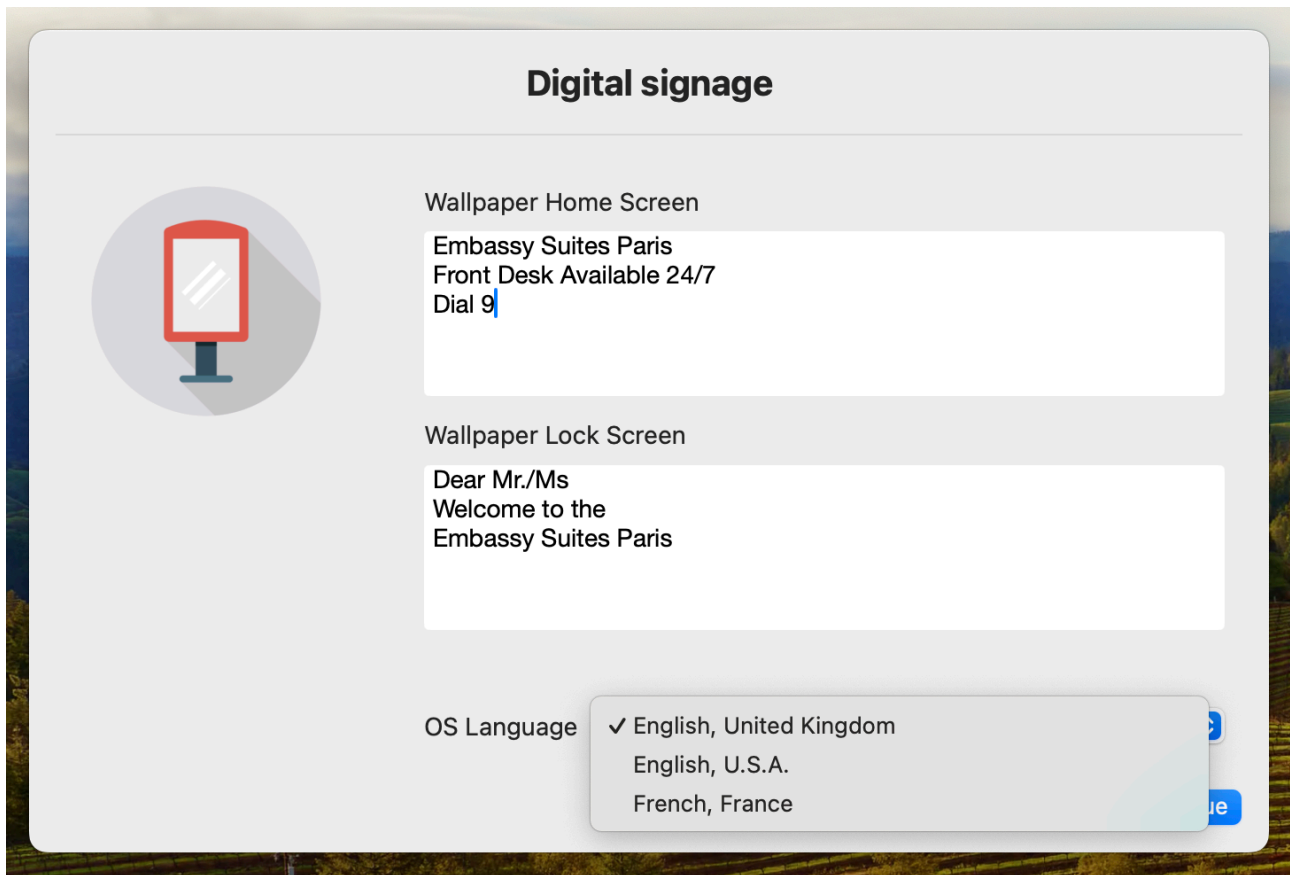 Digital signage
Wallpaper Home Screen
Embassy Suites Paris
Front Desk Available 24/7
Dial 9
Wallpaper Lock Screen
Dear Mr./Ms
Welcome to the
Embassy Suites Paris
OS Language
✓ English, United Kingdom
English, U.S.A.
French, France